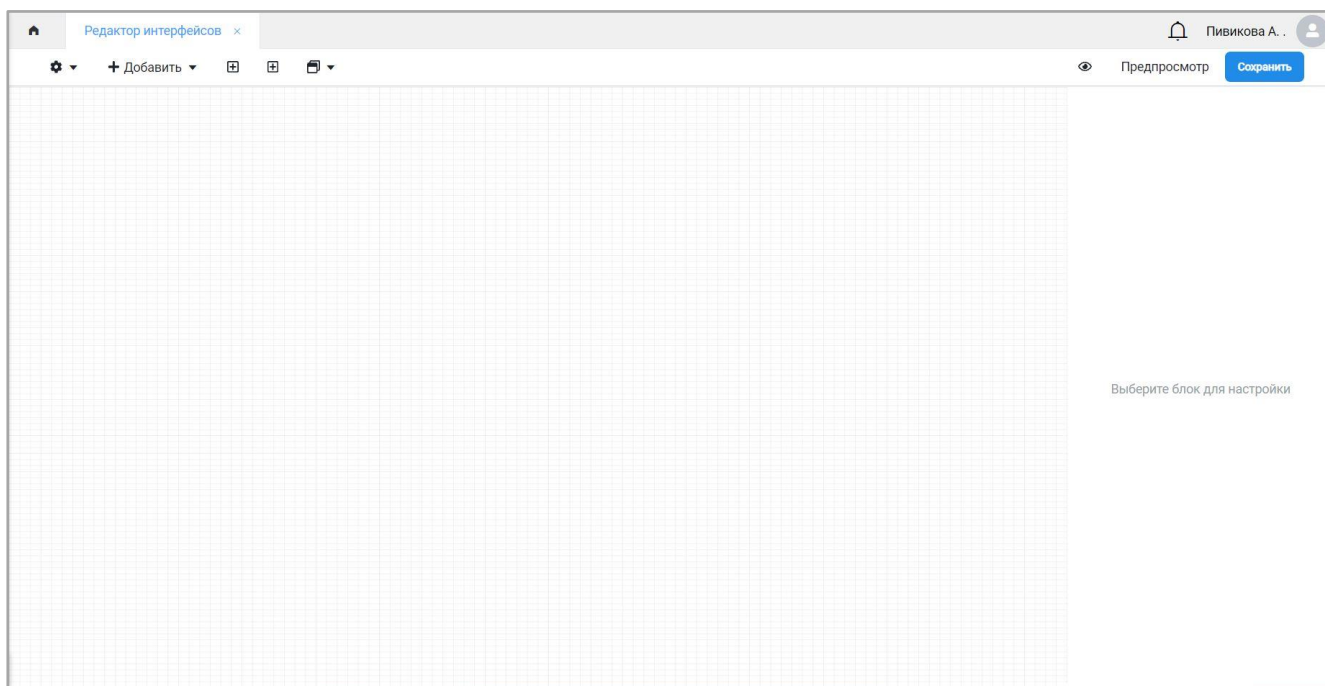 Редактор интерфейсов ×
Пивикова А. .
Добавить
Предпросмотр
Сохранить
Выберите блок для настройки